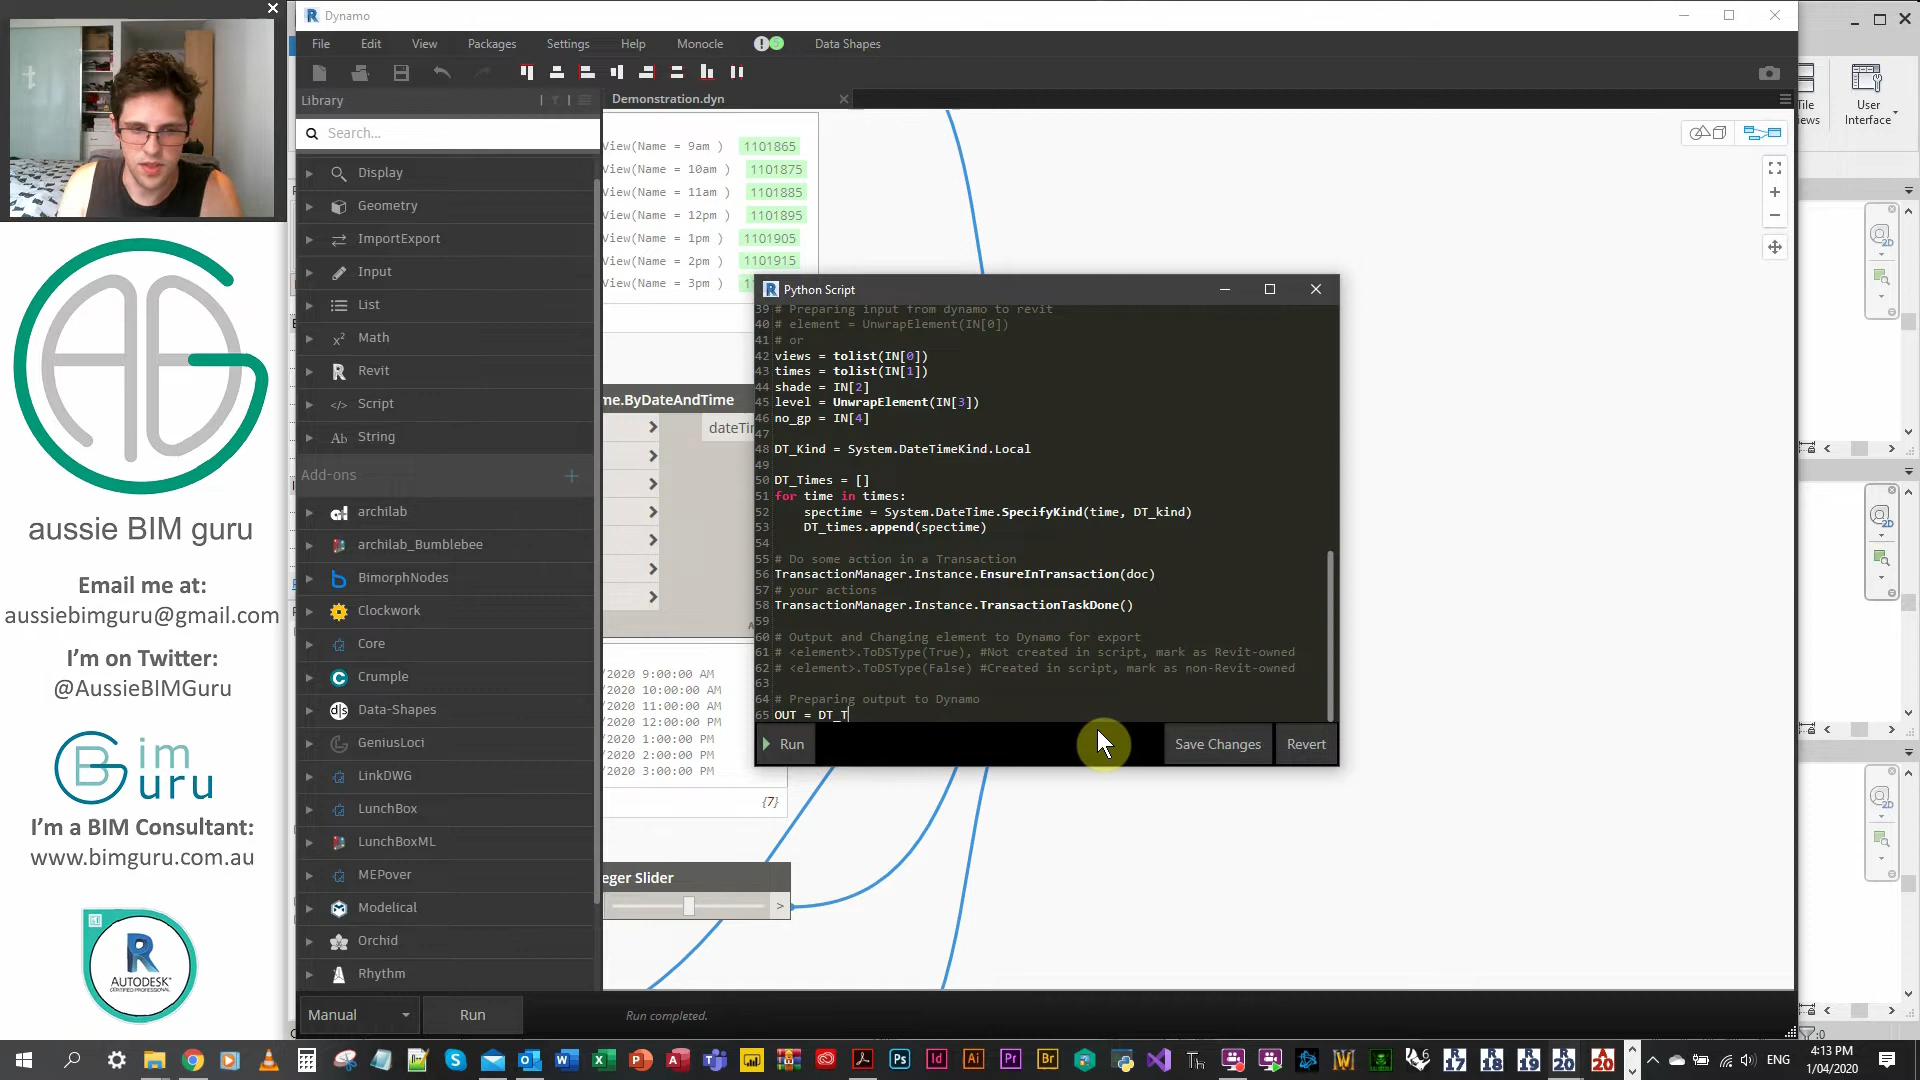 Dynamo
File Edit View Packages Settings Help Monocle Data Shapes
Library
Demonstration.dyn
Search...
Display
Geometry
ImportExport
Input
List
Math
Revit
Script
String
Add-ons
archilab
archilab_Bumblebee
BimorphNodes
Clockwork
Core
Crumple
Data-Shapes
GeniusLoci
LinkDWG
LunchBox
LunchBoxML
MEPover
Modelical
Orchid
Rhythm
Manual
Run
Run completed.
View(Name = 9am ) 1101865
View(Name = 10am ) 1101875
View(Name = 11am ) 1101885
View(Name = 12pm ) 1101895
View(Name = 1pm ) 1101905
View(Name = 2pm ) 1101915
View(Name = 3pm )
me.ByDateAndTime
dateTin
/2020 9:00:00 AM
/2020 10:00:00 AM
/2020 11:00:00 AM
/2020 12:00:00 PM
/2020 1:00:00 PM
/2020 2:00:00 PM
/2020 3:00:00 PM
{7}
eger Slider
>
Python Script
39 # Preparing input from dynamo to revit
40 # element = UnwrapElement(IN[0])
41 # or
42 views = tolist(IN[0])
43 times = tolist(IN[1])
44 shade = IN[2]
45 level = UnwrapElement(IN[3])
46 no_gp = IN[4]
47
48 DT_Kind = System.DateTimeKind.Local
49
50 DT_Times = []
51 for time in times:
52 spectime = System.DateTime.SpecifyKind(time, DT_kind)
53 DT_times.append(spectime)
54
55 # Do some action in a Transaction
56 TransactionManager.Instance.EnsureInTransaction(doc)
57 # your actions
58 TransactionManager.Instance.TransactionTaskDone()
59
60 # Output and Changing element to Dynamo for export
61 # <element>.ToDSType(True), #Not created in script, mark as Revit-owned
62 # <element>.ToDSType(False) #Created in script, mark as non-Revit-owned
63
64 # Preparing output to Dynamo
65 OUT = DT_T
Run
Save Changes
Revert
User
Interface
aussie BIM guru
Email me at:
aussiebimguru@gmail.com
I'm on Twitter:
@AussieBIMGuru
Bim
Guru
I'm a BIM Consultant:
www.bimguru.com.au
AUTODESK
CERTIFIED PROFESSIONAL
ENG
4:13 PM
1/04/2020